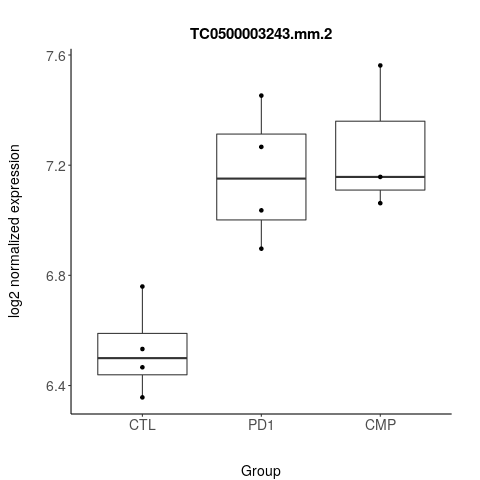 TC0500003243.mm.2
log2 normalized expression
7.6
7.2
6.8
6.4
CTL PD1 CMP
Group